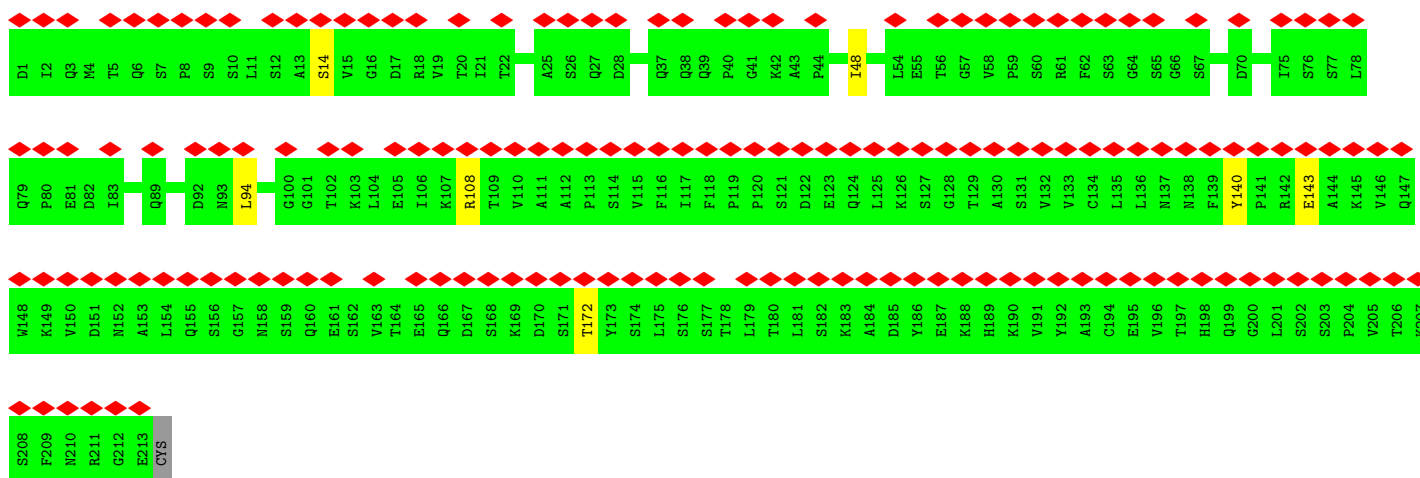 D1 I2 Q3 M4 T5 Q6 S7 P8 S9 S10 L11 S12 A13 S14 V15 G16 D17 R18 V19 T20 I21 T22 A25 S26 Q27 D28 Q37 Q38 Q39 P40 G41 K42 A43 P44 I48 L54 E55 T56 G57 V58 P59 S60 R61 F62 S63 G64 S65 G66 S67 D70 I75 S76 S77 L78
Q79 P80 E81 D82 I83 Q89 D92 N93 L94 G100 G101 T102 K103 L104 E105 I106 K107 R108 T109 V110 A111 A112 P113 S114 V115 F116 I117 F118 P119 P120 S121 D122 E123 Q124 L125 K126 S127 G128 T129 A130 S131 V132 V133 C134 L135 L136 N137 N138 F139 Y140 P141 R142 E143 A144 K145 V146 Q147
W148 K149 V150 D151 N152 A153 L154 Q155 S156 G157 N158 S159 Q160 E161 S162 V163 T164 E165 Q166 D167 S168 K169 D170 S171 T172 Y173 S174 L175 S176 S177 T178 L179 T180 L181 S182 K183 A184 D185 Y186 E187 K188 H189 K190 V191 Y192 A193 C194 E195 V196 T197 H198 Q199 G200 L201 S202 S203 P204 V205 T206 K207
S208 F209 N210 R211 G212 E213 CYS